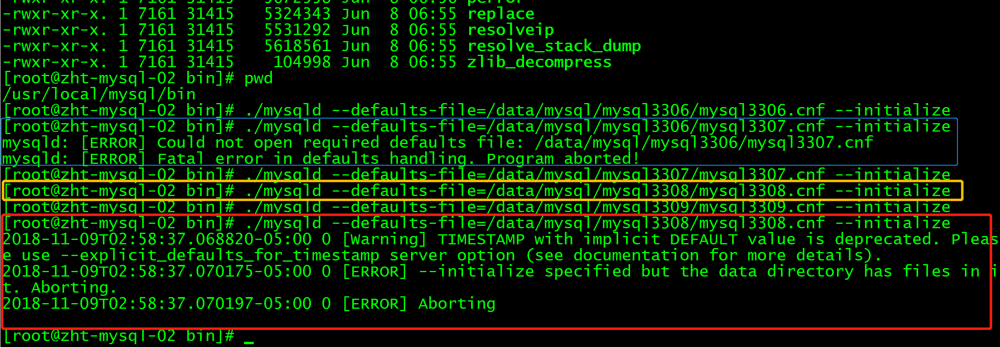 -rwxr-xr-x. 1 7161 31415 Jun 8 perror
-rwxr-xr-x. 1 7161 31415   5324343 Jun  8 06:55 replace
-rwxr-xr-x. 1 7161 31415   5531292 Jun  8 06:55 resolveip
-rwxr-xr-x. 1 7161 31415   5618561 Jun  8 06:55 resolve_stack_dump
-rwxr-xr-x. 1 7161 31415    104998 Jun  8 06:55 zlib_decompress
[root@zht-mysql-02 bin]# pwd
/usr/local/mysql/bin
[root@zht-mysql-02 bin]# ./mysqld --defaults-file=/data/mysql/mysql3306/mysql3306.cnf --initialize
[root@zht-mysql-02 bin]# ./mysqld --defaults-file=/data/mysql/mysql3306/mysql3307.cnf --initialize
mysqld: [ERROR] Could not open required defaults file: /data/mysql/mysql3306/mysql3307.cnf
mysqld: [ERROR] Fatal error in defaults handling. Program aborted!
[root@zht-mysql-02 bin]# ./mysqld --defaults-file=/data/mysql/mysql3307/mysql3307.cnf --initialize
[root@zht-mysql-02 bin]# ./mysqld --defaults-file=/data/mysql/mysql3308/mysql3308.cnf --initialize
[root@zht-mysql-02 bin]# ./mysqld --defaults-file=/data/mysql/mysql3309/mysql3309.cnf --initialize
[root@zht-mysql-02 bin]# ./mysqld --defaults-file=/data/mysql/mysql3308/mysql3308.cnf --initialize
2018-11-09T02:58:37.068820-05:00 0 [Warning] TIMESTAMP with implicit DEFAULT value is deprecated. Pleas
e use --explicit_defaults_for_timestamp server option (see documentation for more details).
2018-11-09T02:58:37.070175-05:00 0 [ERROR] --initialize specified but the data directory has files in i
t. Aborting.
2018-11-09T02:58:37.070197-05:00 0 [ERROR] Aborting
[root@zht-mysql-02 bin]# _